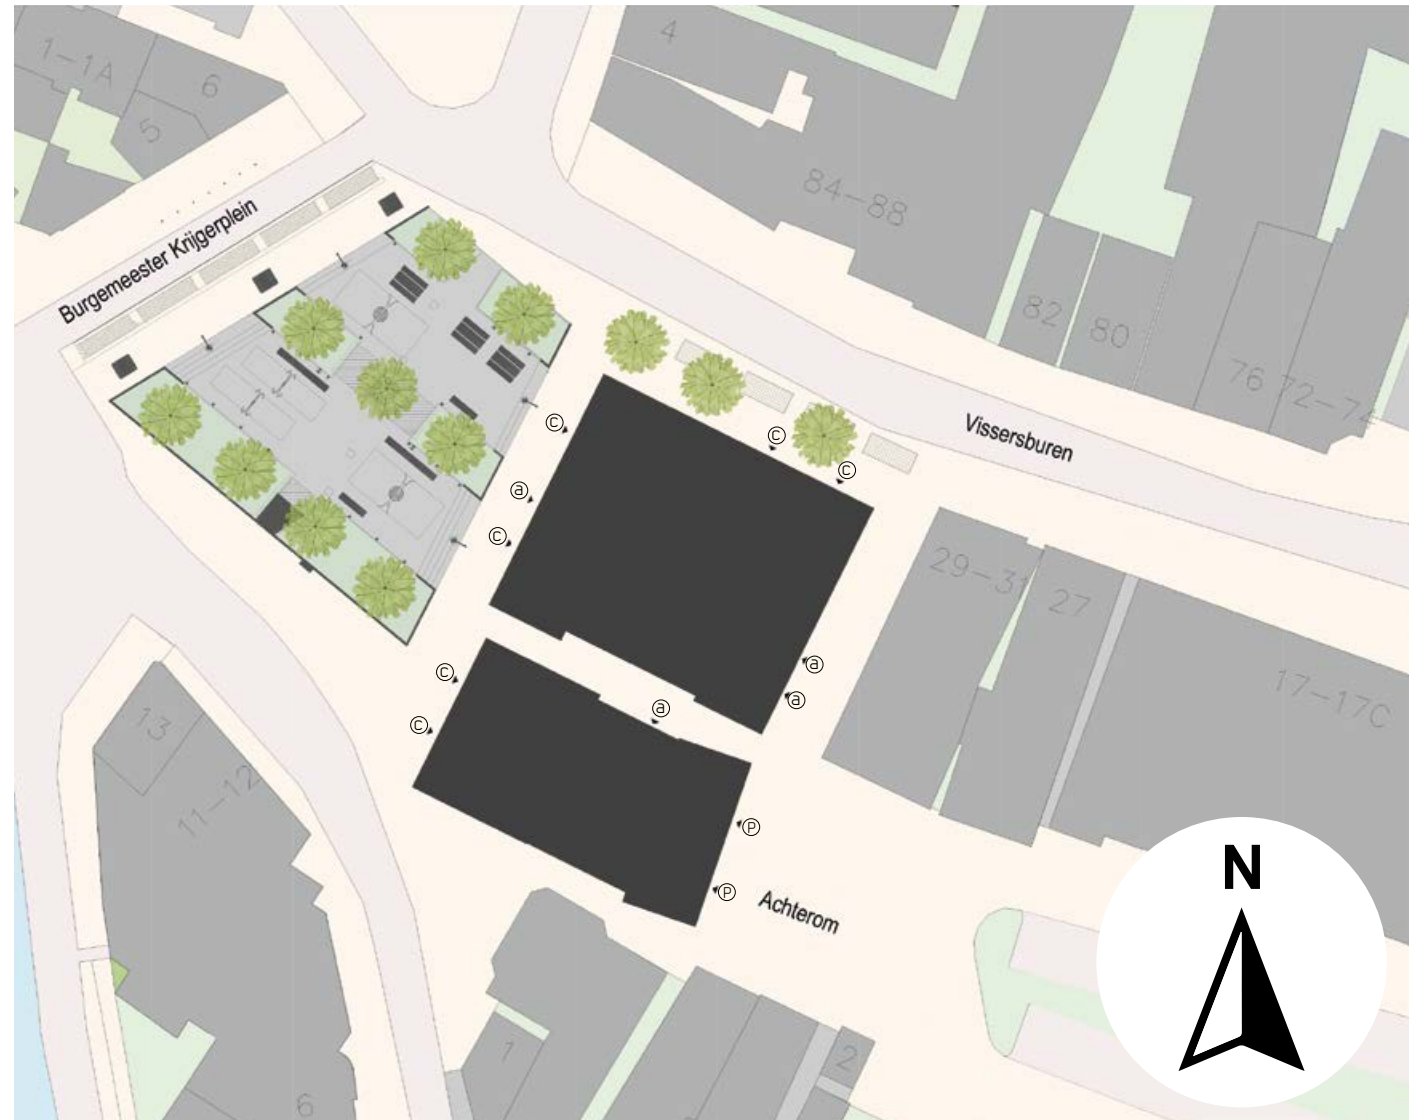 4
1-1A
6
5
84-88
Burgemeester Krijgerplein
82
80
76
72-74
Vissersburen
c
c
c
a
c
29-31
27
a
a
c
a
c
17-17C
13
11-12
P
P
Achterom
N
1
2
6